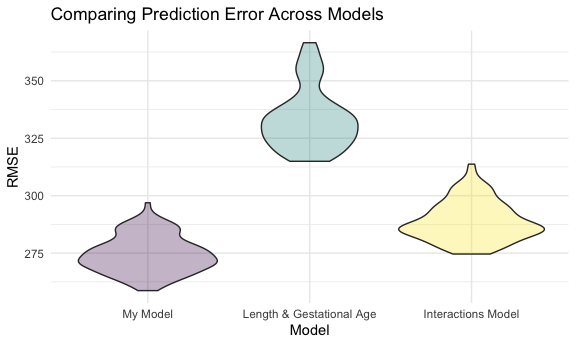 Comparing Prediction Error Across Models
RMSE
350
325
300
275
My Model
Length & Gestational Age
Interactions Model
Model